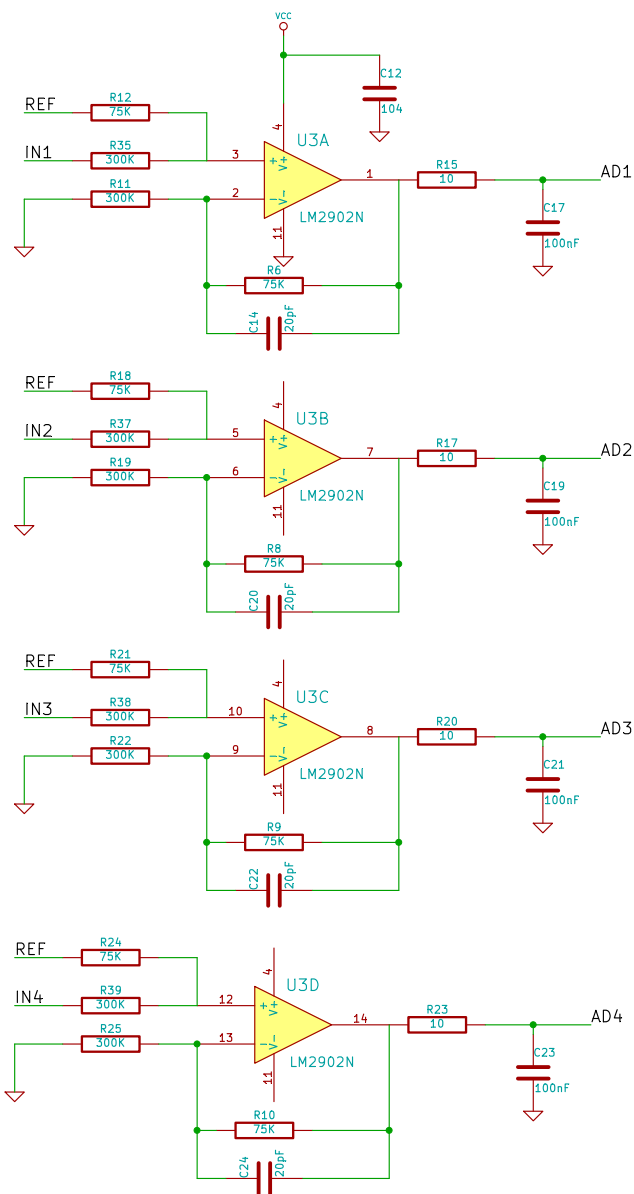 VCC
C12
104
REF
R12
75K
IN1
R35
300K
R11
300K
U3A
4
3
2
1
11
V+
V-
LM2902N
R15
10
AD1
C17
100nF
R6
75K
C14
20pF
REF
R18
75K
IN2
R37
300K
R19
300K
U3B
4
5
6
7
11
V+
V-
LM2902N
R17
10
AD2
C19
100nF
R8
75K
C20
20pF
REF
R21
75K
IN3
R38
300K
R22
300K
U3C
4
10
9
8
11
V+
V-
LM2902N
R20
10
AD3
C21
100nF
R9
75K
C22
20pF
REF
R24
75K
IN4
R39
300K
R25
300K
U3D
4
12
13
14
11
V+
V-
LM2902N
R23
10
AD4
C23
100nF
R10
75K
C24
20pF